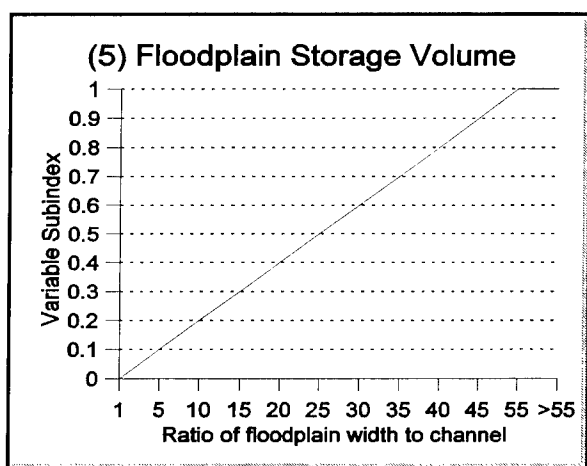 (5) Floodplain Storage Volume
Variable Subindex
1
0.9
0.8
0.7
0.6
0.5
0.4
0.3
0.2
0.1
0
1 5 10 15 20 25 30 35 40 45 55 >55
Ratio of floodplain width to channel